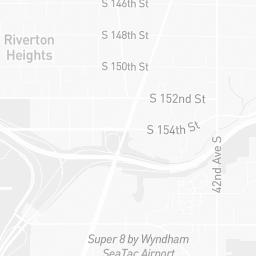 S 146th St
Riverton
Heights
S 148th St
S 150th St
S 152nd St
S 154th St
42nd Ave S
Super 8 by Wyndham
SeaTac Airport